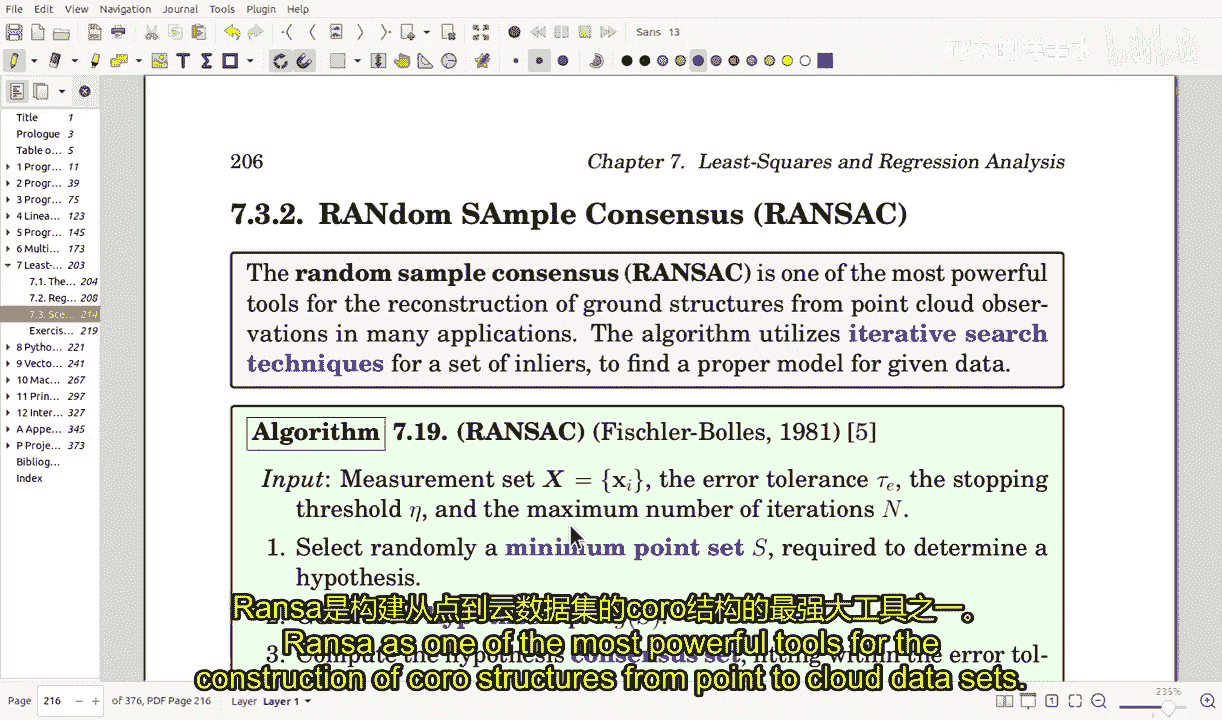 File Edit View Navigation Journal Tools Plugin Help
Sans 13
Title 1
Prologue 3
Table o... 5
1 Progr... 11
2 Progr... 39
3 Progr... 75
4 Linea... 123
5 Progr... 145
6 Multi... 173
7 Least-... 203
7.1. The... 204
7.2. Reg... 208
7.3. Sce... 214
Exercis... 219
8 Pytho... 221
9 Vecto... 241
10 Mac... 267
11 Prin... 297
12 Inter... 327
A Appe... 345
P Proje... 373
Bibliog...
Index
206 Chapter 7. Least-Squares and Regression Analysis
7.3.2. RANdom SAmple Consensus (RANSAC)
The random sample consensus (RANSAC) is one of the most powerful
tools for the reconstruction of ground structures from point cloud obser-
vations in many applications. The algorithm utilizes iterative search
techniques for a set of inliers, to find a proper model for given data.
Algorithm 7.19. (RANSAC) (Fischler-Bolles, 1981) [5]
Input: Measurement set X = {xᵢ}, the error tolerance τₑ, the stopping
threshold η, and the maximum number of iterations N.
1. Select randomly a minimum point set S, required to determine a
hypothesis.
3. Compute the hypothesis consensus set, fitting within the error tol-
Ransa是构建从点到云数据集的coro结构的最强大工具之一。
Ransa as one of the most powerful tools for the
construction of coro structures from point to cloud data sets.
Page 216 of 376, PDF Page 216 Layer Layer 1 235%